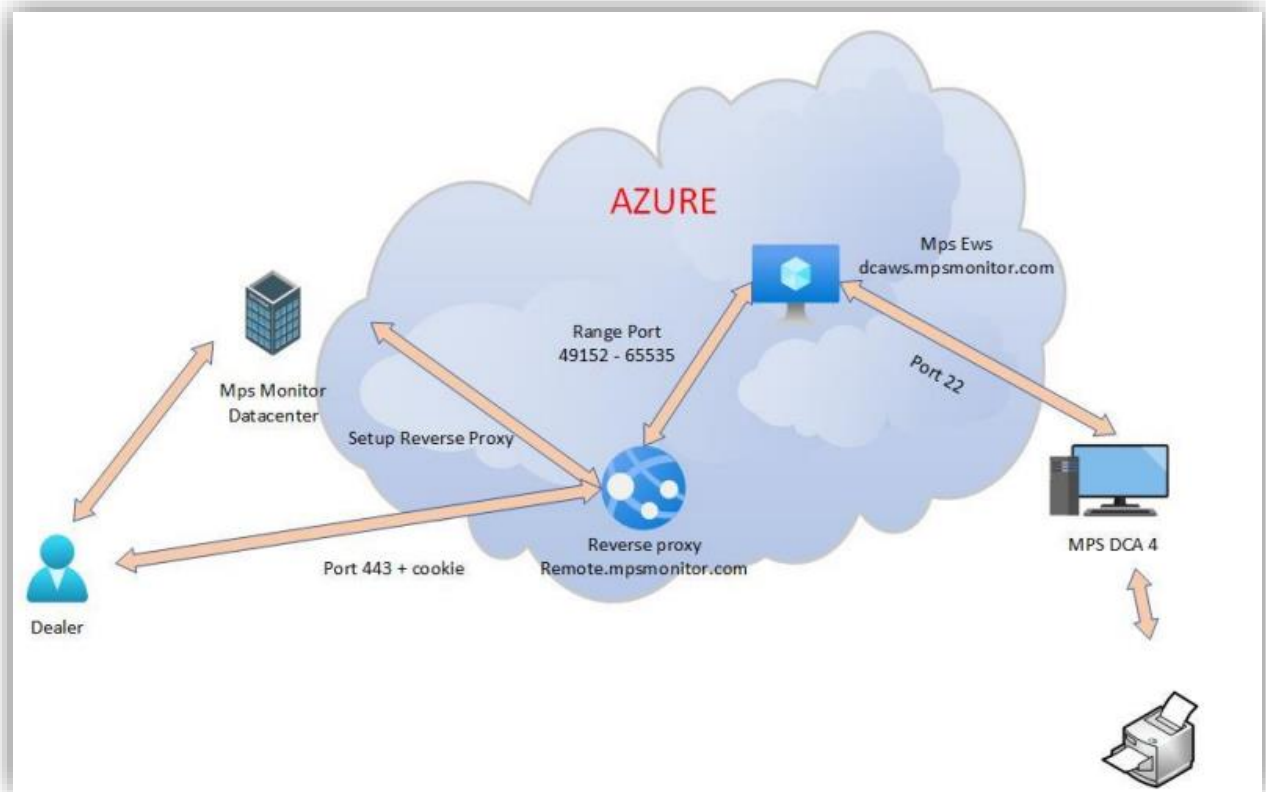 AZURE
Mps Ews
dcaws.mpsmonitor.com
Range Port
49152 - 65535
Port 22
Mps Monitor
Datacenter
Setup Reverse Proxy
Reverse proxy
Remote.mpsmonitor.com
MPS DCA 4
Port 443 + cookie
Dealer